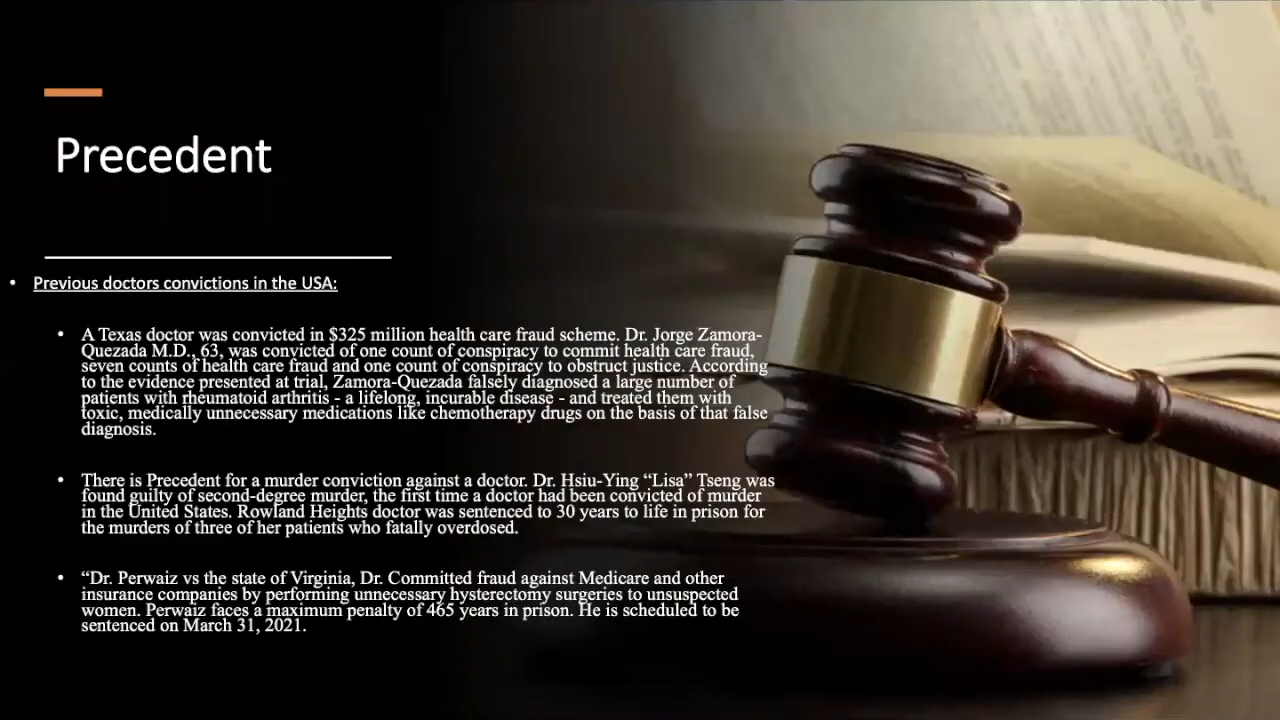 Precedent
• Previous doctors convictions in the USA:
• A Texas doctor was convicted in $325 million health care fraud scheme. Dr. Jorge Zamora-
Quezada M.D., 63, was convicted of one count of conspiracy to commit health care fraud,
seven counts of health care fraud and one count of conspiracy to obstruct justice. According
to the evidence presented at trial, Zamora-Quezada falsely diagnosed a large number of
patients with rheumatoid arthritis - a lifelong, incurable disease - and treated them with
toxic, medically unnecessary medications like chemotherapy drugs on the basis of that false
diagnosis.
• There is Precedent for a murder conviction against a doctor. Dr. Hsiu-Ying “Lisa” Tseng was
found guilty of second-degree murder, the first time a doctor had been convicted of murder
in the United States. Rowland Heights doctor was sentenced to 30 years to life in prison for
the murders of three of her patients who fatally overdosed.
• “Dr. Perwaiz vs the state of Virginia, Dr. Committed fraud against Medicare and other
insurance companies by performing unnecessary hysterectomy surgeries to unsuspected
women. Perwaiz faces a maximum penalty of 465 years in prison. He is scheduled to be
sentenced on March 31, 2021.